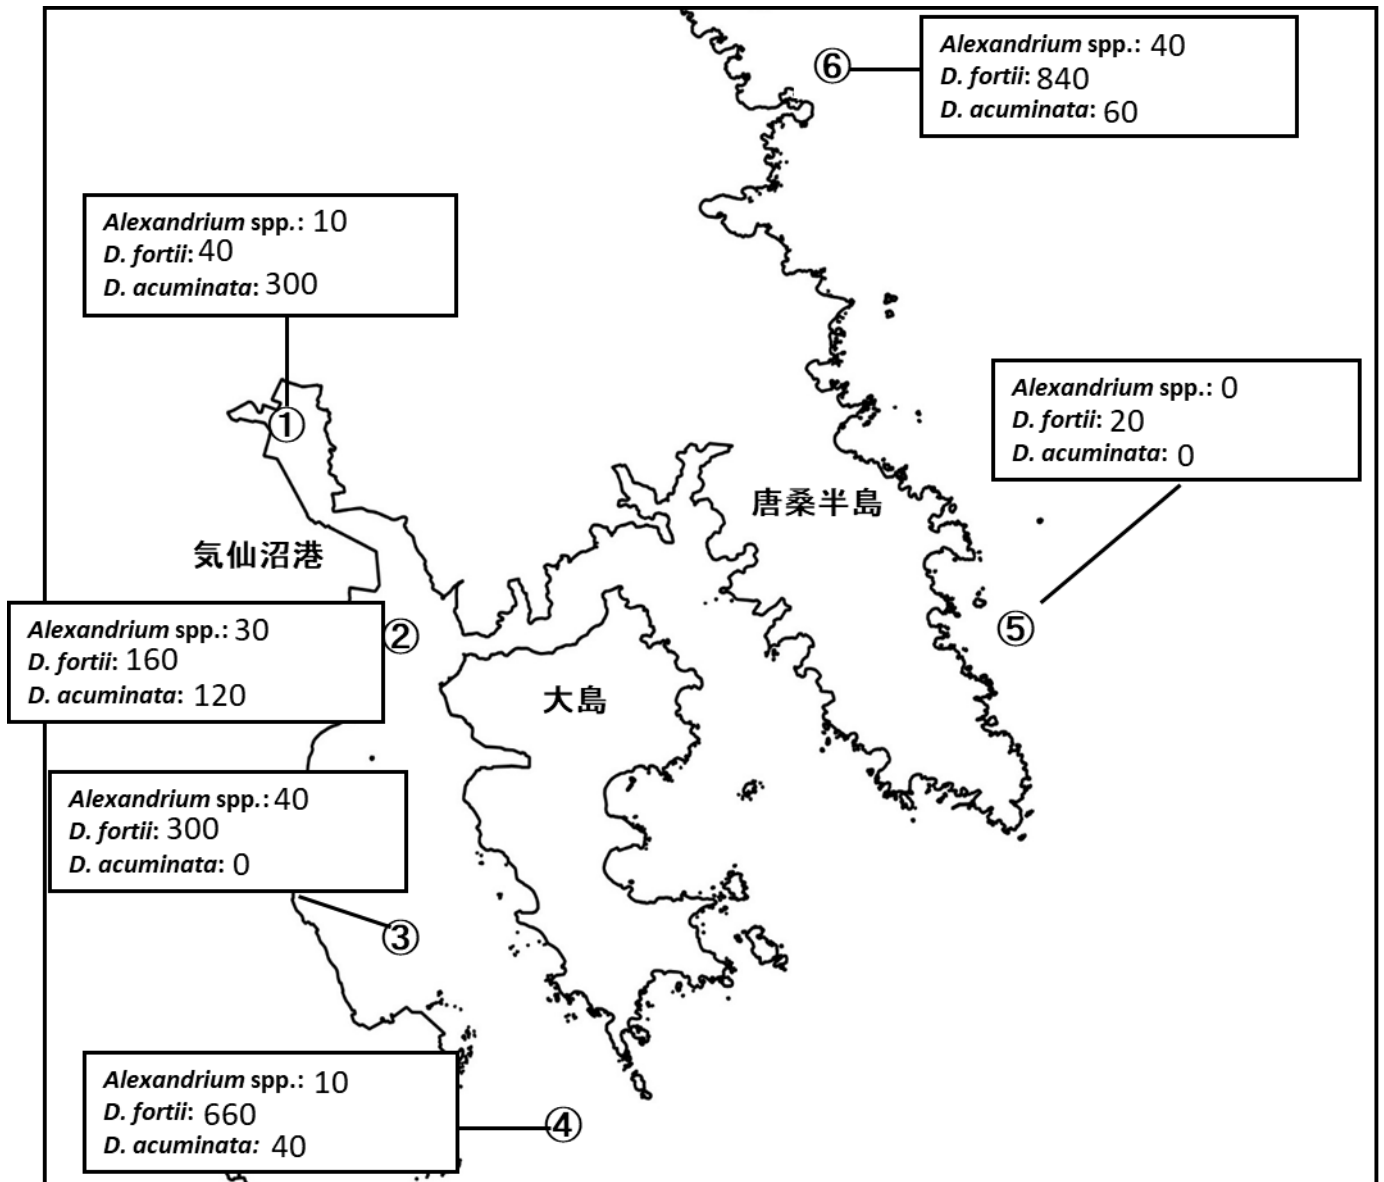 ⑥
Alexandrium spp.: 40
D. fortii: 840
D. acuminata: 60
Alexandrium spp.: 10
D. fortii: 40
D. acuminata: 300
①
Alexandrium spp.: 0
D. fortii: 20
D. acuminata: 0
唐桑半島
気仙沼港
⑤
Alexandrium spp.: 30
D. fortii: 160
D. acuminata: 120
②
大島
Alexandrium spp.: 40
D. fortii: 300
D. acuminata: 0
③
Alexandrium spp.: 10
D. fortii: 660
D. acuminata: 40
④